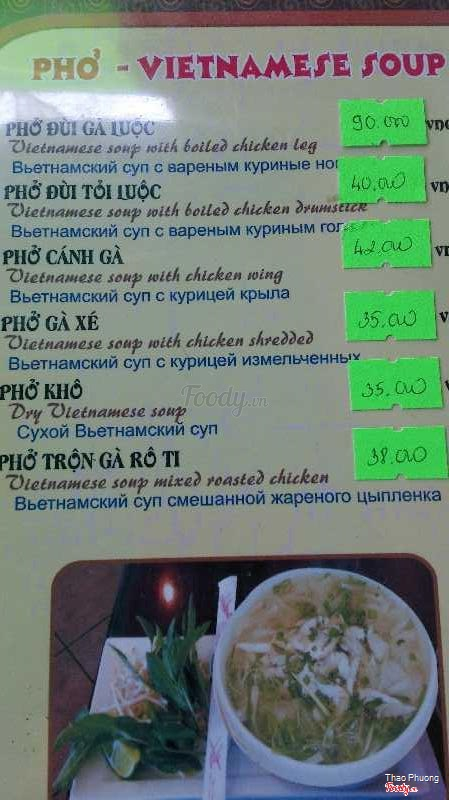 PHỞ - VIETNAMESE SOUP
PHỞ ĐÙI GÀ LUỘC 90.000 VNĐ
Vietnamese soup with boiled chicken leg
Вьетнамский суп с вареным куриные
PHỞ ĐÙI TỎI LUỘC 40.000
Vietnamese soup with boiled chicken drumstick
Вьетнамский суп с вареным куриным
PHỞ CÁNH GÀ 42.000
Vietnamese soup with chicken wing
Вьетнамский суп с курицей крыла
PHỞ GÀ XÉ 35.000
Vietnamese soup with chicken shredded
Вьетнамский суп с курицей измельченных
PHỞ KHÔ 35.000
Dry Vietnamese soup
Сухой Вьетнамский суп
PHỞ TRỘN GÀ RÔ TI 38.000
Vietnamese soup mixed roasted chicken
Вьетнамский суп смешанной жареного цыпленка
Foody.vn
Thao Phuong
Foody.vn